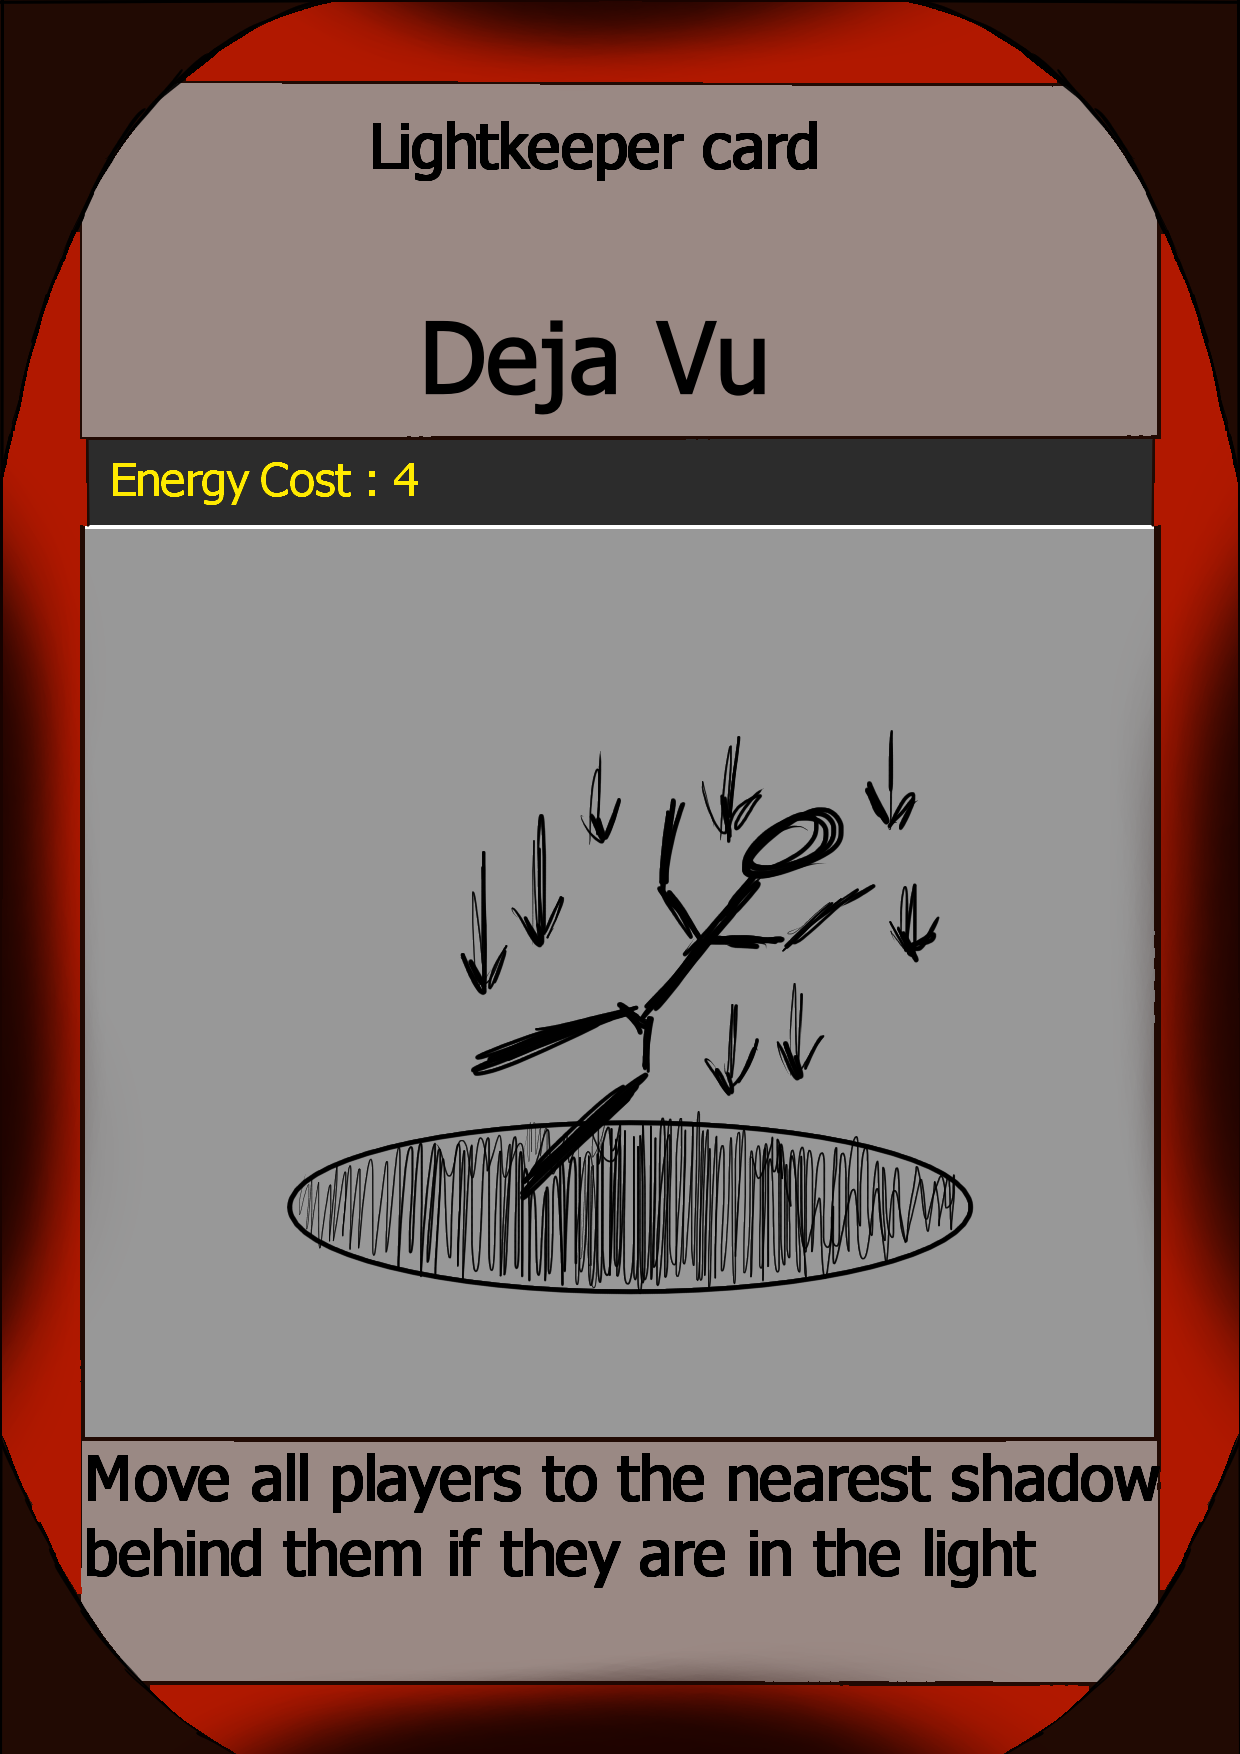 Lightkeeper card
Deja Vu
Energy Cost : 4
Move all players to the nearest shadow
behind them if they are in the light